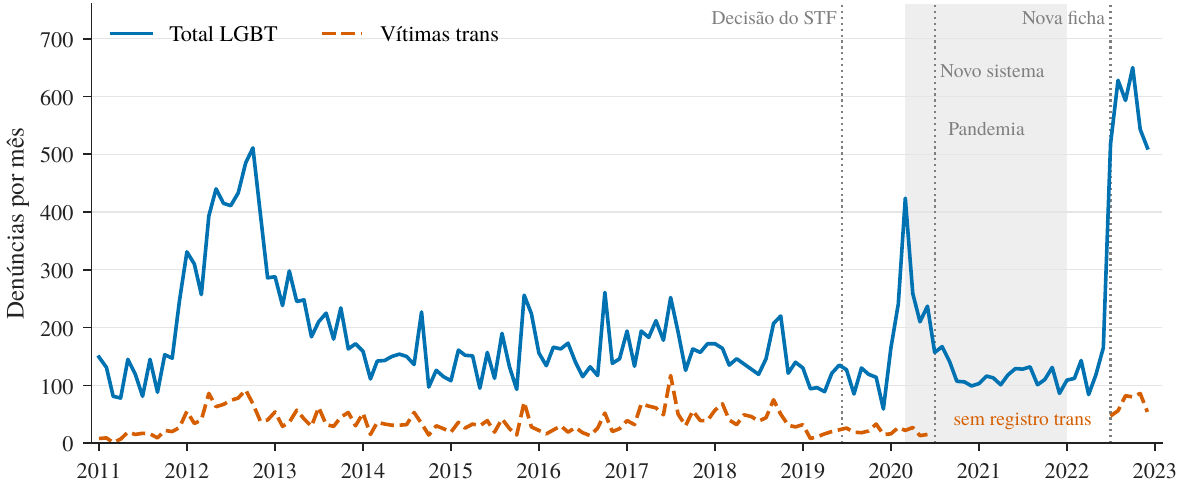 Decisão do STF
Nova ficha
Total LGBT
Vítimas trans
Novo sistema
Pandemia
sem registro trans
Denúncias por mês
700
600
500
400
300
200
100
0
2011 2012 2013 2014 2015 2016 2017 2018 2019 2020 2021 2022 2023